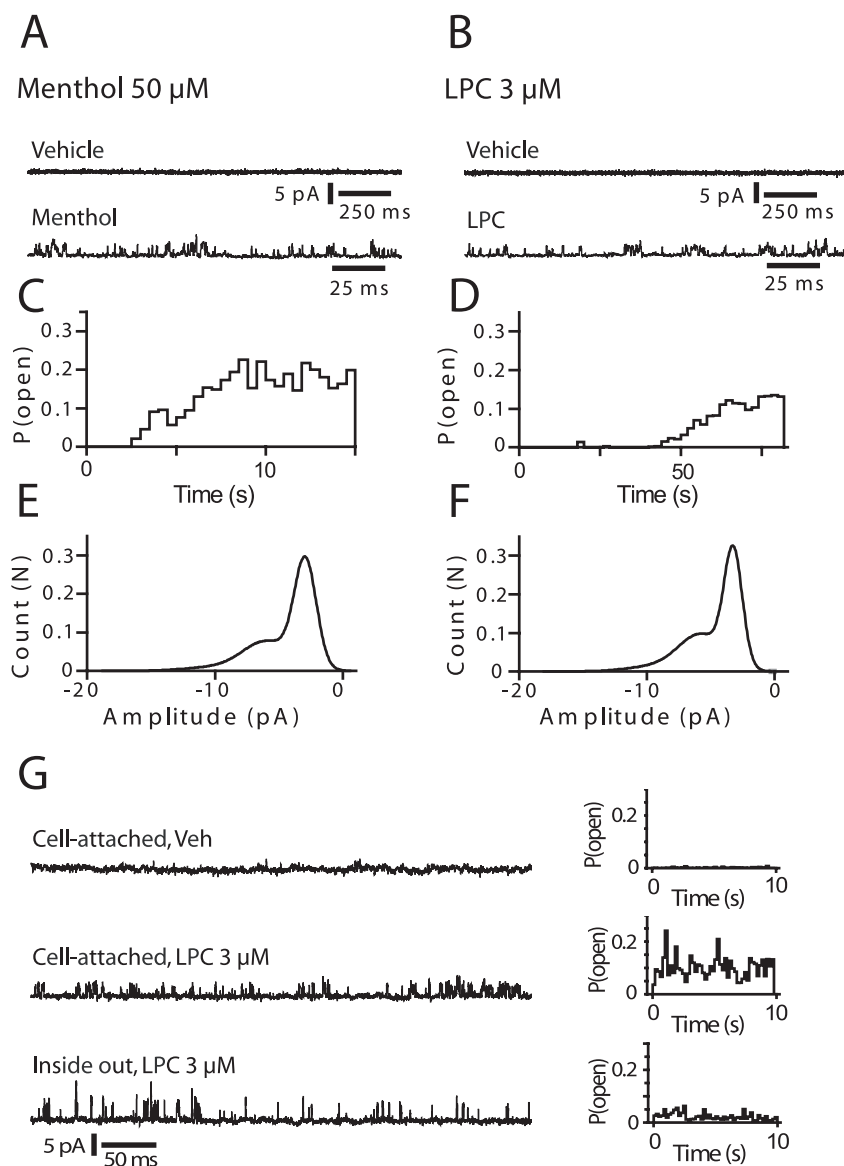 A
Menthol 50 µM
Vehicle
5 pA
250 ms
Menthol
25 ms
B
LPC 3 µM
Vehicle
5 pA
250 ms
LPC
25 ms
C
P(open)
0.3
0.2
0.1
0
0
10
Time (s)
D
P(open)
0.3
0.2
0.1
0
0
50
Time (s)
E
Count (N)
0.3
0.2
0.1
0
-20
-10
0
Amplitude (pA)
F
Count (N)
0.3
0.2
0.1
0
-20
-10
0
Amplitude (pA)
G
Cell-attached, Veh
P(open)
0.2
0
0
10
Time (s)
Cell-attached, LPC 3 µM
P(open)
0.2
0
0
10
Time (s)
Inside out, LPC 3 µM
5 pA
50 ms
P(open)
0.2
0
0
10
Time (s)